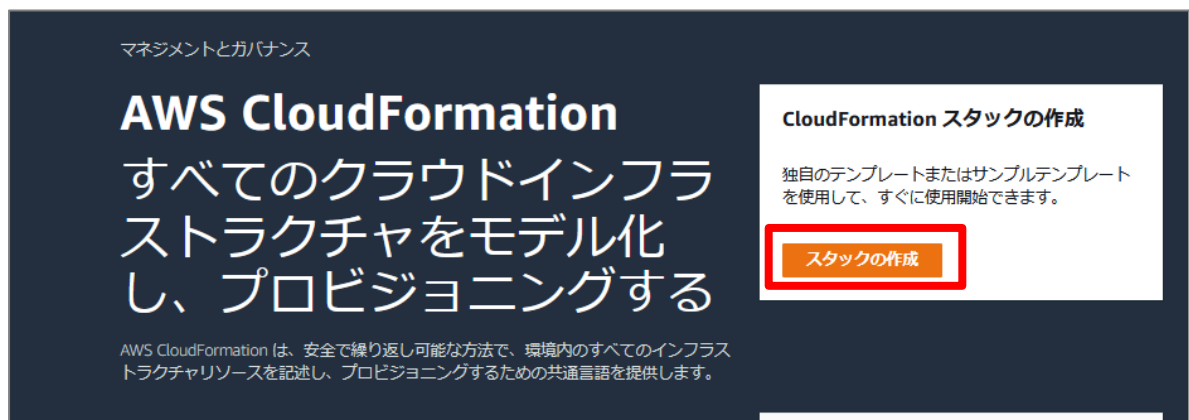 マネジメントとガバナンス
AWS CloudFormation
すべてのクラウドインフラ
ストラクチャをモデル化
し、プロビジョニングする
AWS CloudFormation は、安全で繰り返し可能な方法で、環境内のすべてのインフラス
トラクチャリソースを記述し、プロビジョニングするための共通言語を提供します。
CloudFormation スタックの作成
独自のテンプレートまたはサンプルテンプレート
を使用して、すぐに使用開始できます。
スタックの作成